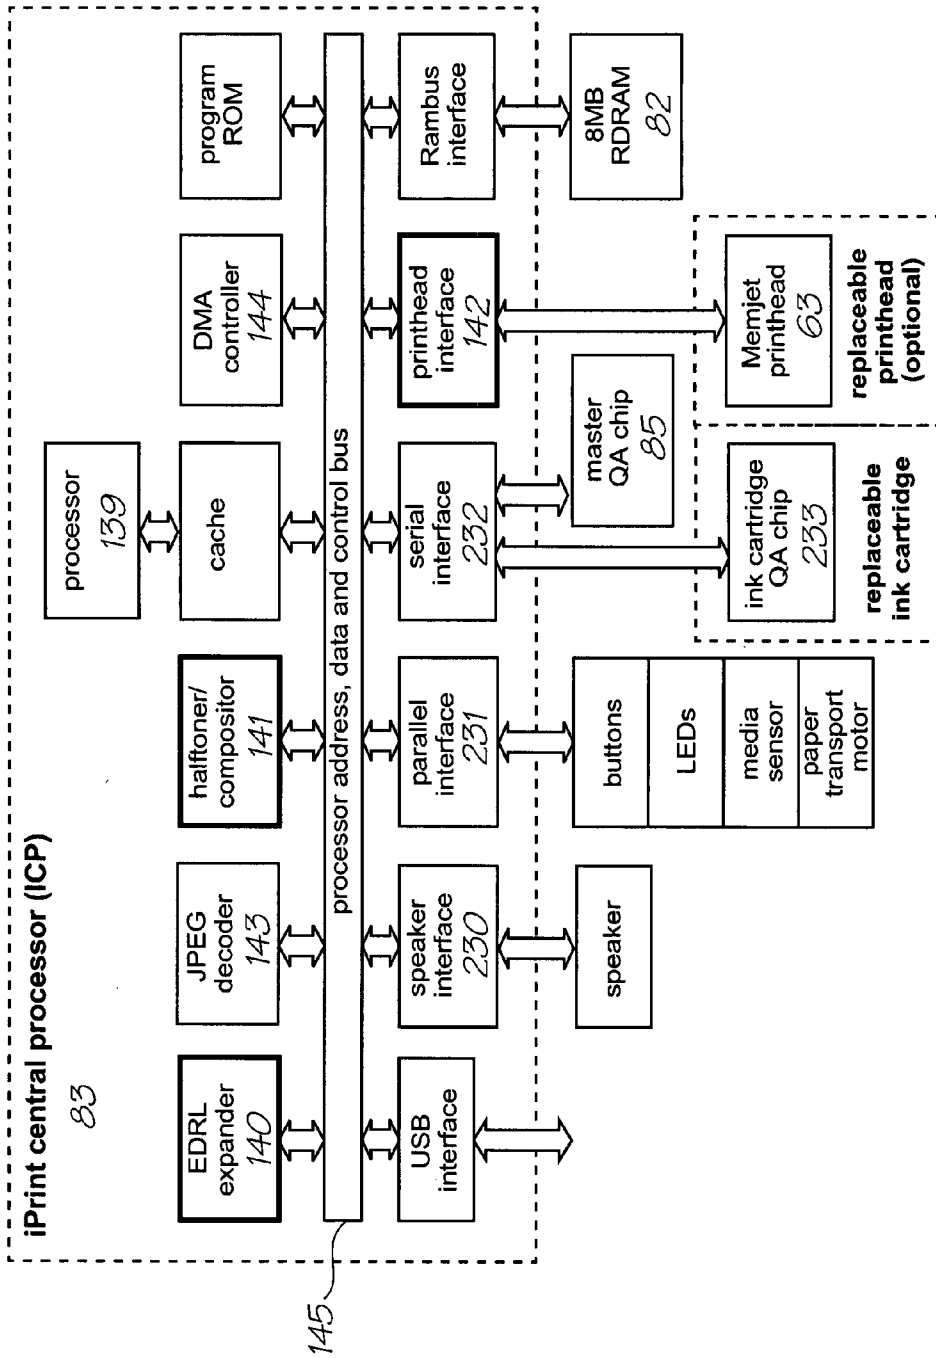 iPrint central processor (ICP)
83
processor
139
EDRL
expander
140
JPEG
decoder
143
halftoner/
compositor
141
cache
DMA
controller
144
program
ROM
145
processor address, data and control bus
USB
interface
speaker
interface
230
parallel
interface
231
serial
interface
232
printhead
interface
142
Rambus
interface
speaker
buttons
LEDs
media
sensor
paper
transport
motor
master
QA chip
85
8MB
RDRAM
82
ink cartridge
QA chip
233
replaceable
ink cartridge
Memjet
printhead
63
replaceable
printhead
(optional)